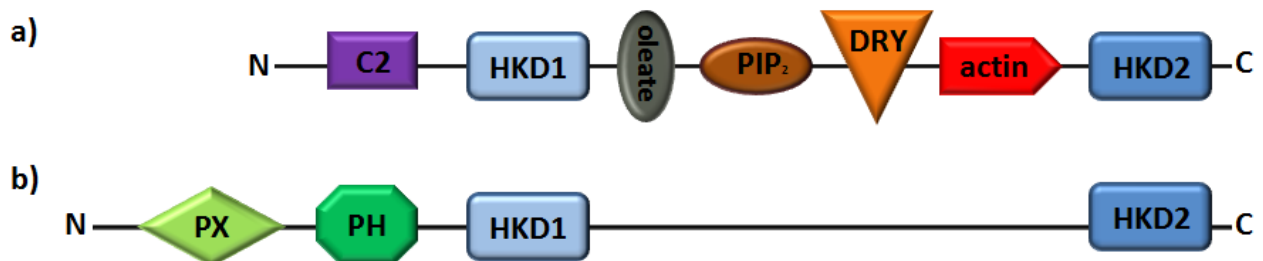 a)
N C2 HKD1 oleate PIP₂ DRY actin HKD2 C
b)
N PX PH HKD1 HKD2 C